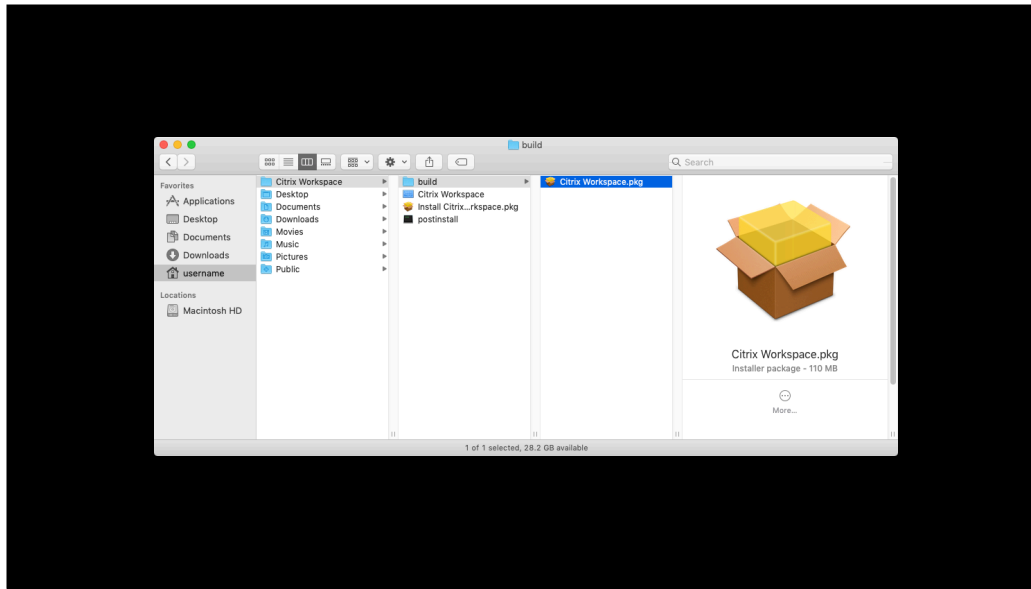 build
Search
Favorites
Applications
Desktop
Documents
Downloads
username
Locations
Macintosh HD
Citrix Workspace
Desktop
Documents
Downloads
Movies
Music
Pictures
Public
build
Citrix Workspace
Install Citrix...rkspace.pkg
postinstall
Citrix Workspace.pkg
Citrix Workspace.pkg
Installer package - 110 MB
More...
1 of 1 selected, 28.2 GB available